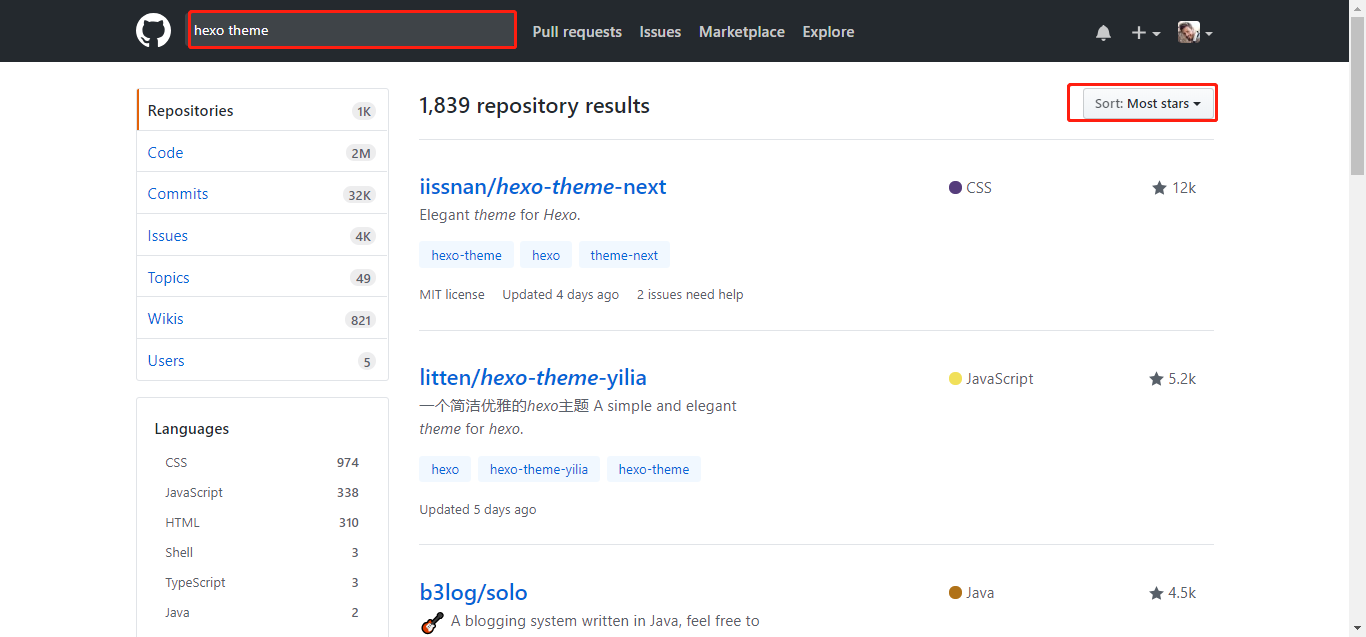 hexo theme
Pull requests Issues Marketplace Explore
Repositories 1K
Code 2M
Commits 32K
Issues 4K
Topics 49
Wikis 821
Users 5
Languages
CSS 974
JavaScript 338
HTML 310
Shell 3
TypeScript 3
Java 2
1,839 repository results
Sort: Most stars
iissnan/hexo-theme-next
CSS
12k
Elegant theme for Hexo.
hexo-theme hexo theme-next
MIT license Updated 4 days ago 2 issues need help
litten/hexo-theme-yilia
JavaScript
5.2k
一个简洁优雅的hexo主题 A simple and elegant
theme for hexo.
hexo hexo-theme-yilia hexo-theme
Updated 5 days ago
b3log/solo
Java
4.5k
🎸 A blogging system written in Java, feel free to